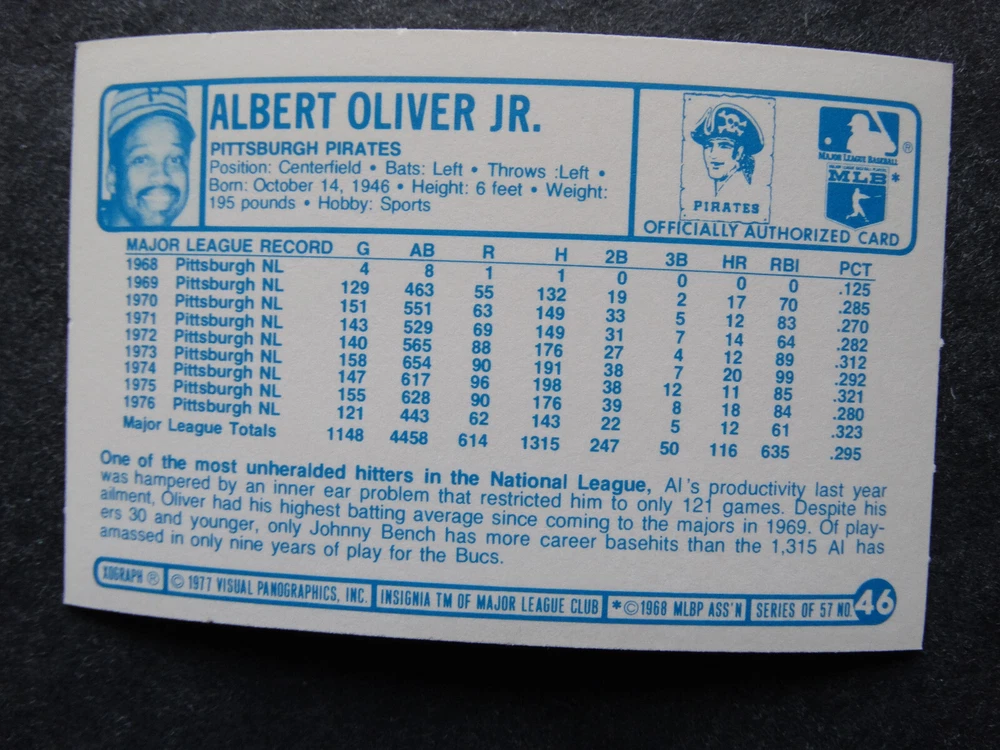 ALBERT OLIVER JR.
PITTSBURGH PIRATES
Position: Centerfield • Bats: Left • Throws :Left •
Born: October 14, 1946 • Height: 6 feet • Weight:
195 pounds • Hobby: Sports
P
PIRATES
MAJOR LEAGUE BASEBALL
®
MLB *
OFFICIALLY AUTHORIZED CARD
MAJOR LEAGUE RECORD G AB R H 2B 3B HR RBI PCT
1968 Pittsburgh NL 4 8 1 1 0 0 0 0 .125
1969 Pittsburgh NL 129 463 55 132 19 2 17 70 .285
1970 Pittsburgh NL 151 551 63 149 33 5 12 83 .270
1971 Pittsburgh NL 143 529 69 149 31 7 14 64 .282
1972 Pittsburgh NL 140 565 88 176 27 4 12 89 .312
1973 Pittsburgh NL 158 654 90 191 38 7 20 99 .292
1974 Pittsburgh NL 147 617 96 198 38 12 11 85 .321
1975 Pittsburgh NL 155 628 90 176 39 8 18 84 .280
1976 Pittsburgh NL 121 443 62 143 22 5 12 61 .323
Major League Totals 1148 4458 614 1315 247 50 116 635 .295
One of the most unheralded hitters in the National League, Al's productivity last year
was hampered by an inner ear problem that restricted him to only 121 games. Despite his
ailment, Oliver had his highest batting average since coming to the majors in 1969. Of play-
ers 30 and younger, only Johnny Bench has more career basehits than the 1,315 Al has
amassed in only nine years of play for the Bucs.
XOGRAPH ® © 1977 VISUAL PANOGRAPHICS, INC. INSIGNIA TM OF MAJOR LEAGUE CLUB *©1968 MLBP ASS'N SERIES OF 57 NO. 46